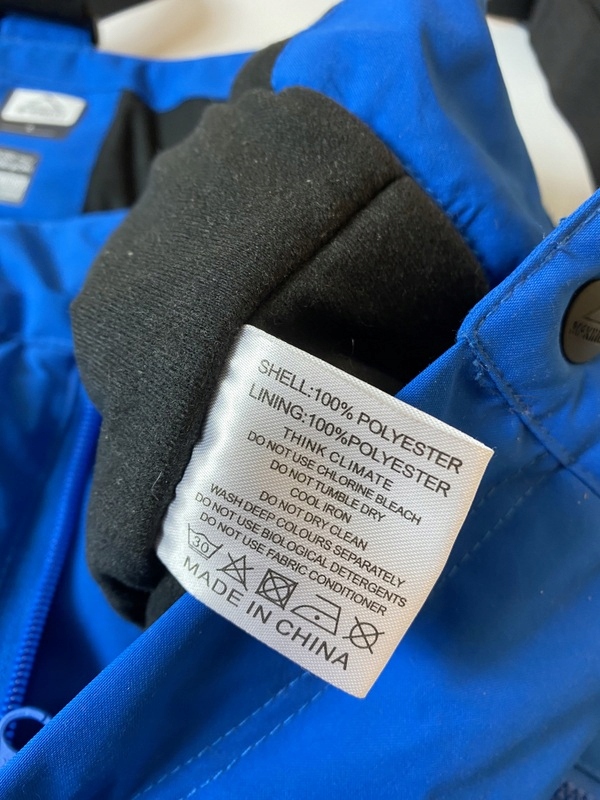 SHELL:100% POLYESTER
LINING:100%POLYESTER
THINK CLIMATE
DO NOT USE CHLORINE BLEACH
DO NOT TUMBLE DRY
COOL IRON
DO NOT DRY CLEAN
WASH DEEP COLOURS SEPARATELY
DO NOT USE BIOLOGICAL DETERGENTS
DO NOT USE FABRIC CONDITIONER
30
MADE IN CHINA